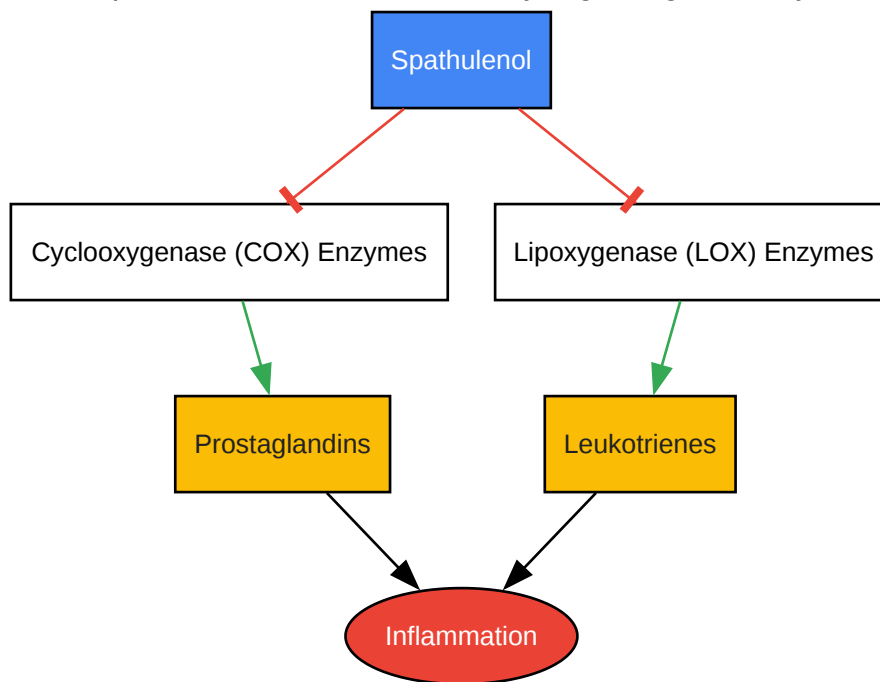 Spathulenol
Cyclooxygenase (COX) Enzymes
Lipoxygenase (LOX) Enzymes
Prostaglandins
Leukotrienes
Inflammation